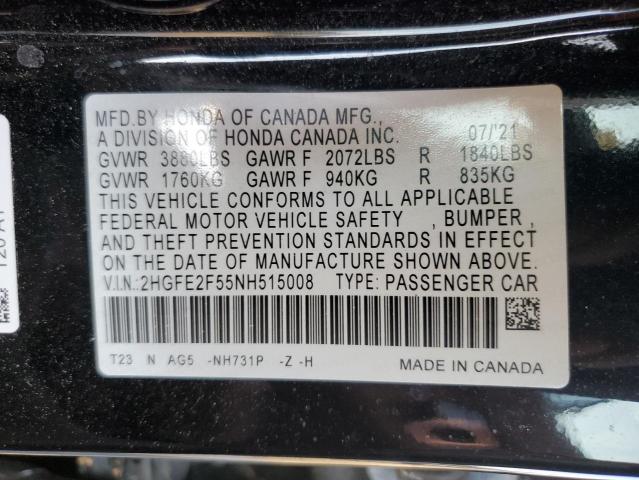 MFD.BY HONDA OF CANADA MFG.,
A DIVISION OF HONDA CANADA INC. 07/'21
GVWR 3880LBS GAWR F 2072LBS R 1840LBS
GVWR 1760KG GAWR F 940KG R 835KG
THIS VEHICLE CONFORMS TO ALL APPLICABLE
FEDERAL MOTOR VEHICLE SAFETY , BUMPER ,
AND THEFT PREVENTION STANDARDS IN EFFECT
ON THE DATE OF MANUFACTURE SHOWN ABOVE.
V.I.N.:2HGFE2F55NH515008 TYPE: PASSENGER CAR
T23 N AG5 -NH731P -Z -H MADE IN CANADA